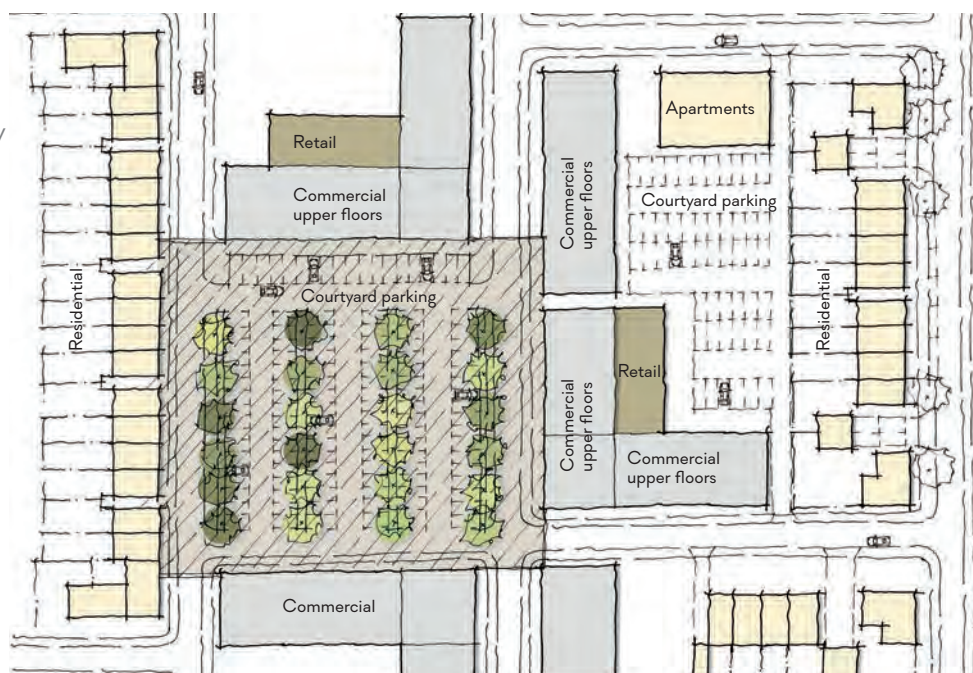 Apartments
Retail
Commercial
upper floors
Commercial
upper floors
Courtyard parking
Courtyard parking
Residential
Residential
Retail
Commercial
upper floors
Commercial
upper floors
Commercial